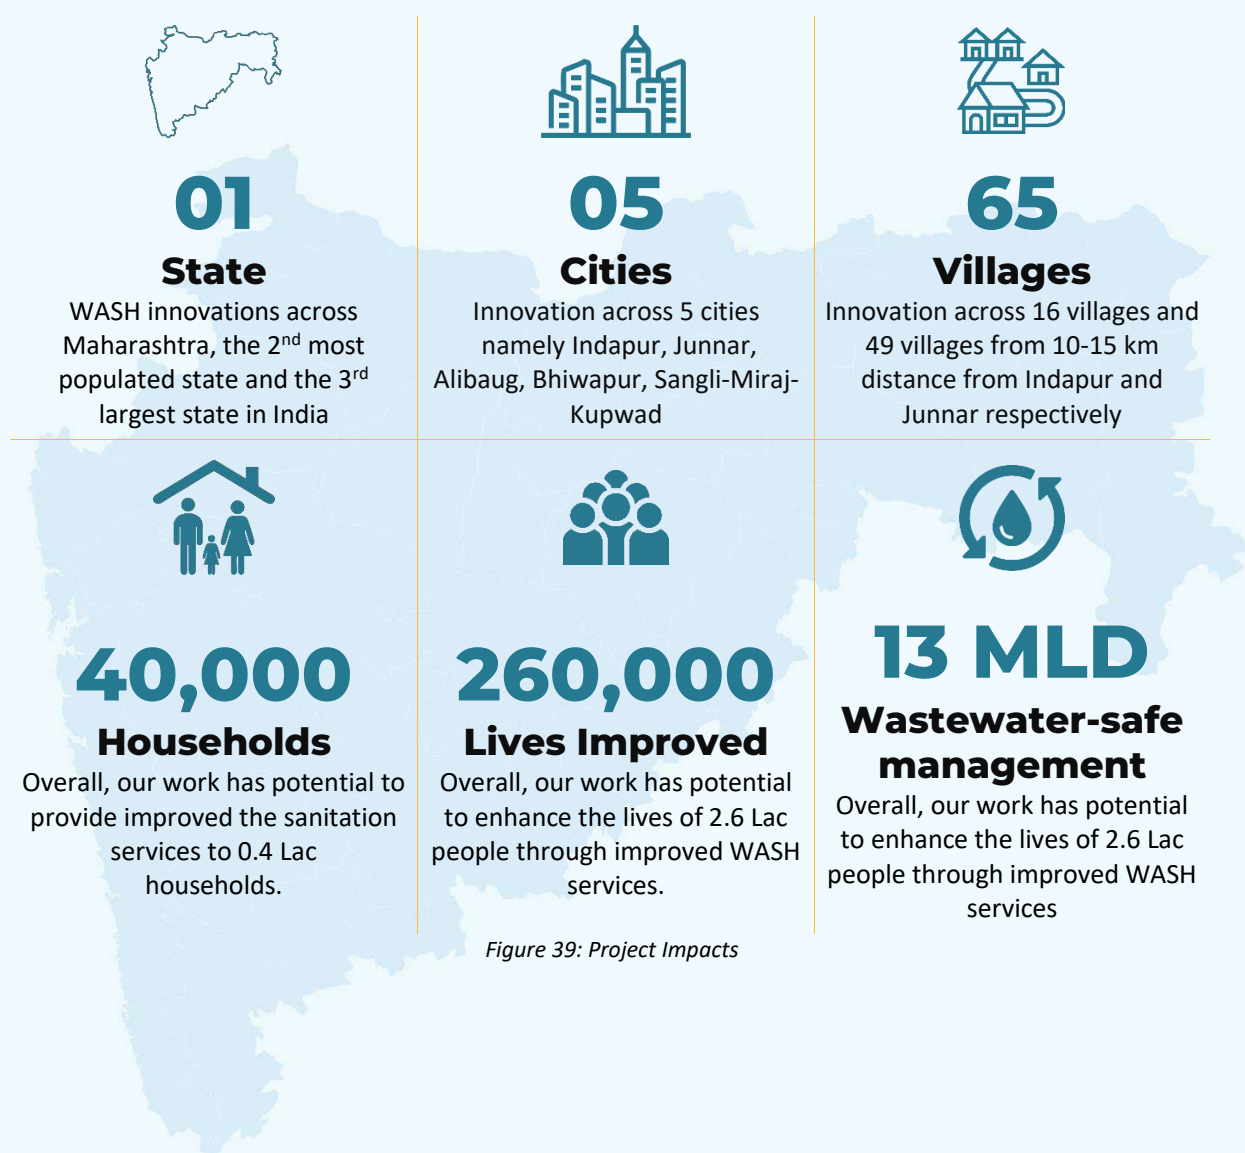 01
State
WASH innovations across
Maharashtra, the 2nd most
populated state and the 3rd
largest state in India
05
Cities
Innovation across 5 cities
namely Indapur, Junnar,
Alibaug, Bhiwapur, Sangli-Miraj-
Kupwad
65
Villages
Innovation across 16 villages and
49 villages from 10-15 km
distance from Indapur and
Junnar respectively
40,000
Households
Overall, our work has potential to
provide improved the sanitation
services to 0.4 Lac
households.
260,000
Lives Improved
Overall, our work has potential
to enhance the lives of 2.6 Lac
people through improved WASH
services.
13 MLD
Wastewater-safe
management
Overall, our work has potential
to enhance the lives of 2.6 Lac
people through improved WASH
services
Figure 39: Project Impacts